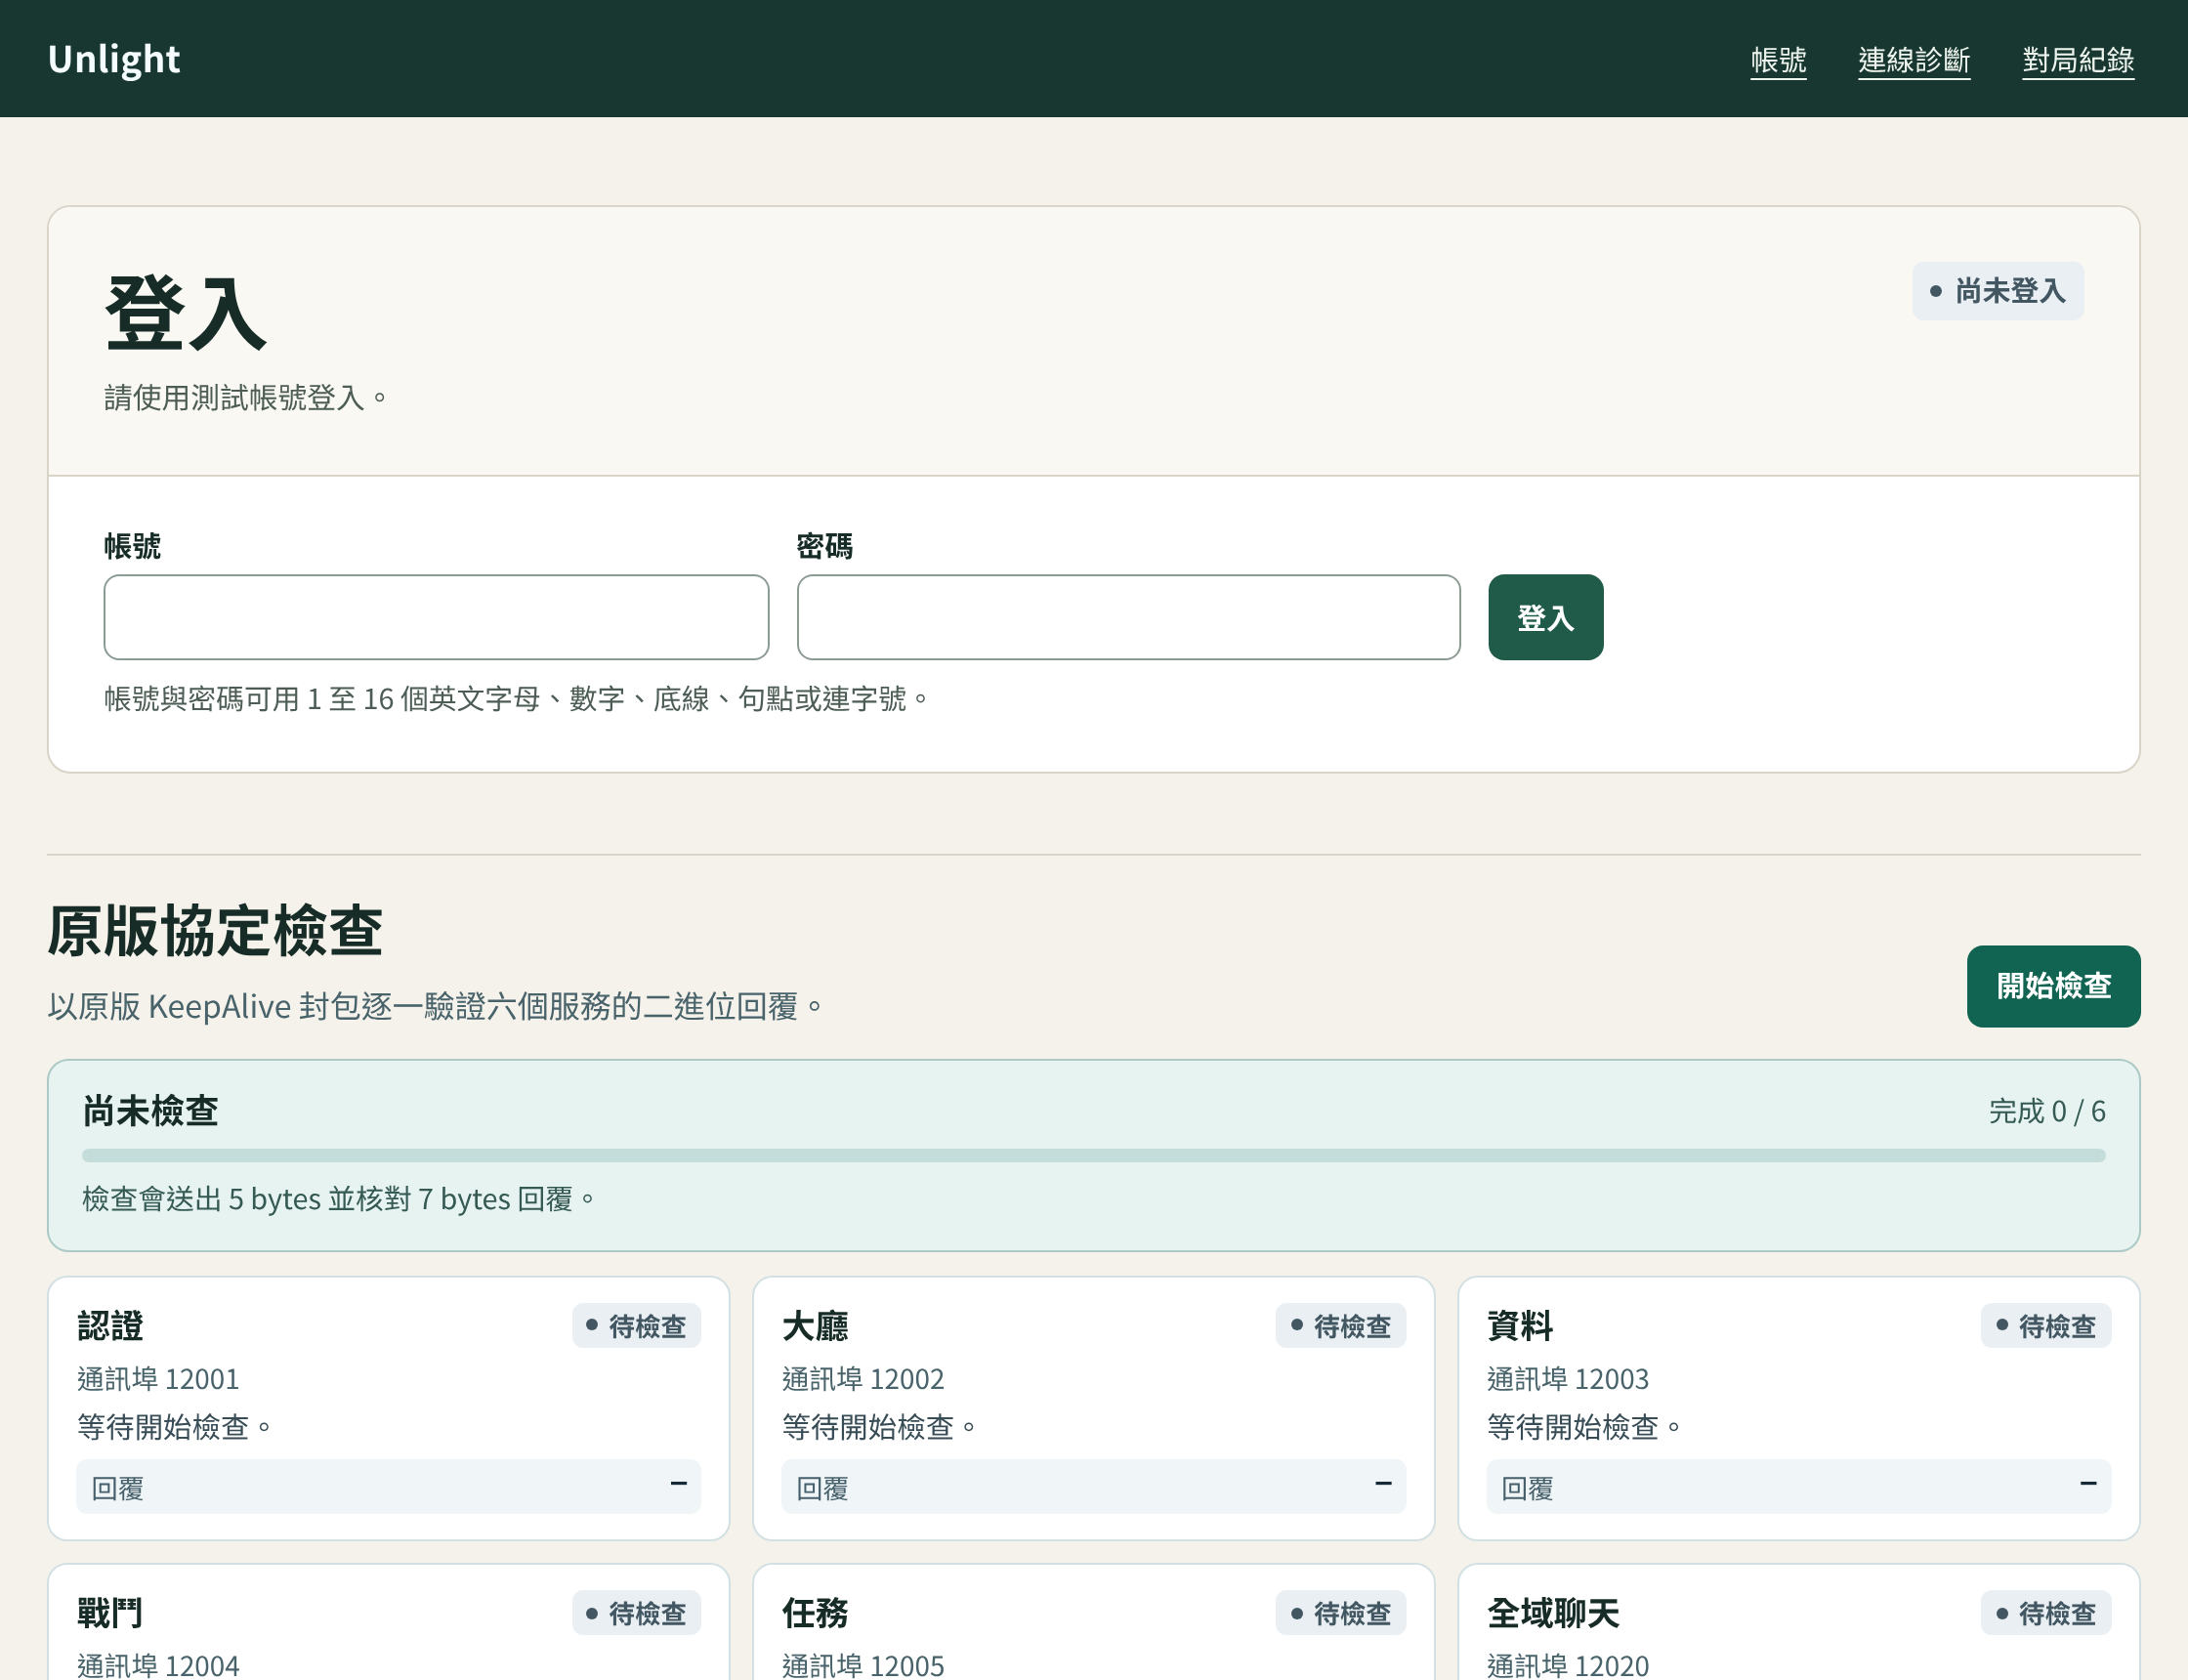 Unlight
帳號 連線診斷 對局紀錄
登入
尚未登入
請使用測試帳號登入。
帳號 密碼
登入
帳號與密碼可用 1 至 16 個英文字母、數字、底線、句點或連字號。
原版協定檢查
以原版 KeepAlive 封包逐一驗證六個服務的二進位回覆。
開始檢查
尚未檢查
完成 0 / 6
檢查會送出 5 bytes 並核對 7 bytes 回覆。
認證 待檢查
通訊埠 12001
等待開始檢查。
回覆 –
大廳 待檢查
通訊埠 12002
等待開始檢查。
回覆 –
資料 待檢查
通訊埠 12003
等待開始檢查。
回覆 –
戰鬥 待檢查
通訊埠 12004
任務 待檢查
通訊埠 12005
全域聊天 待檢查
通訊埠 12020